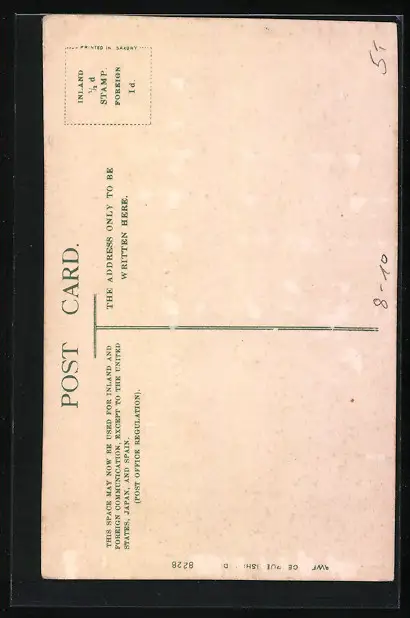 POST CARD.
THIS SPACE MAY NOW BE USED FOR INLAND AND
FOREIGN COMMUNICATION, EXCEPT TO THE UNITED
STATES, JAPAN, AND SPAIN.
(POST OFFICE REGULATION).
THE ADDRESS ONLY TO BE
WRITTEN HERE.
PRINTED IN SAXONY
INLAND
½ d
STAMP.
FOREIGN
1d.
5,-
8-10
8228